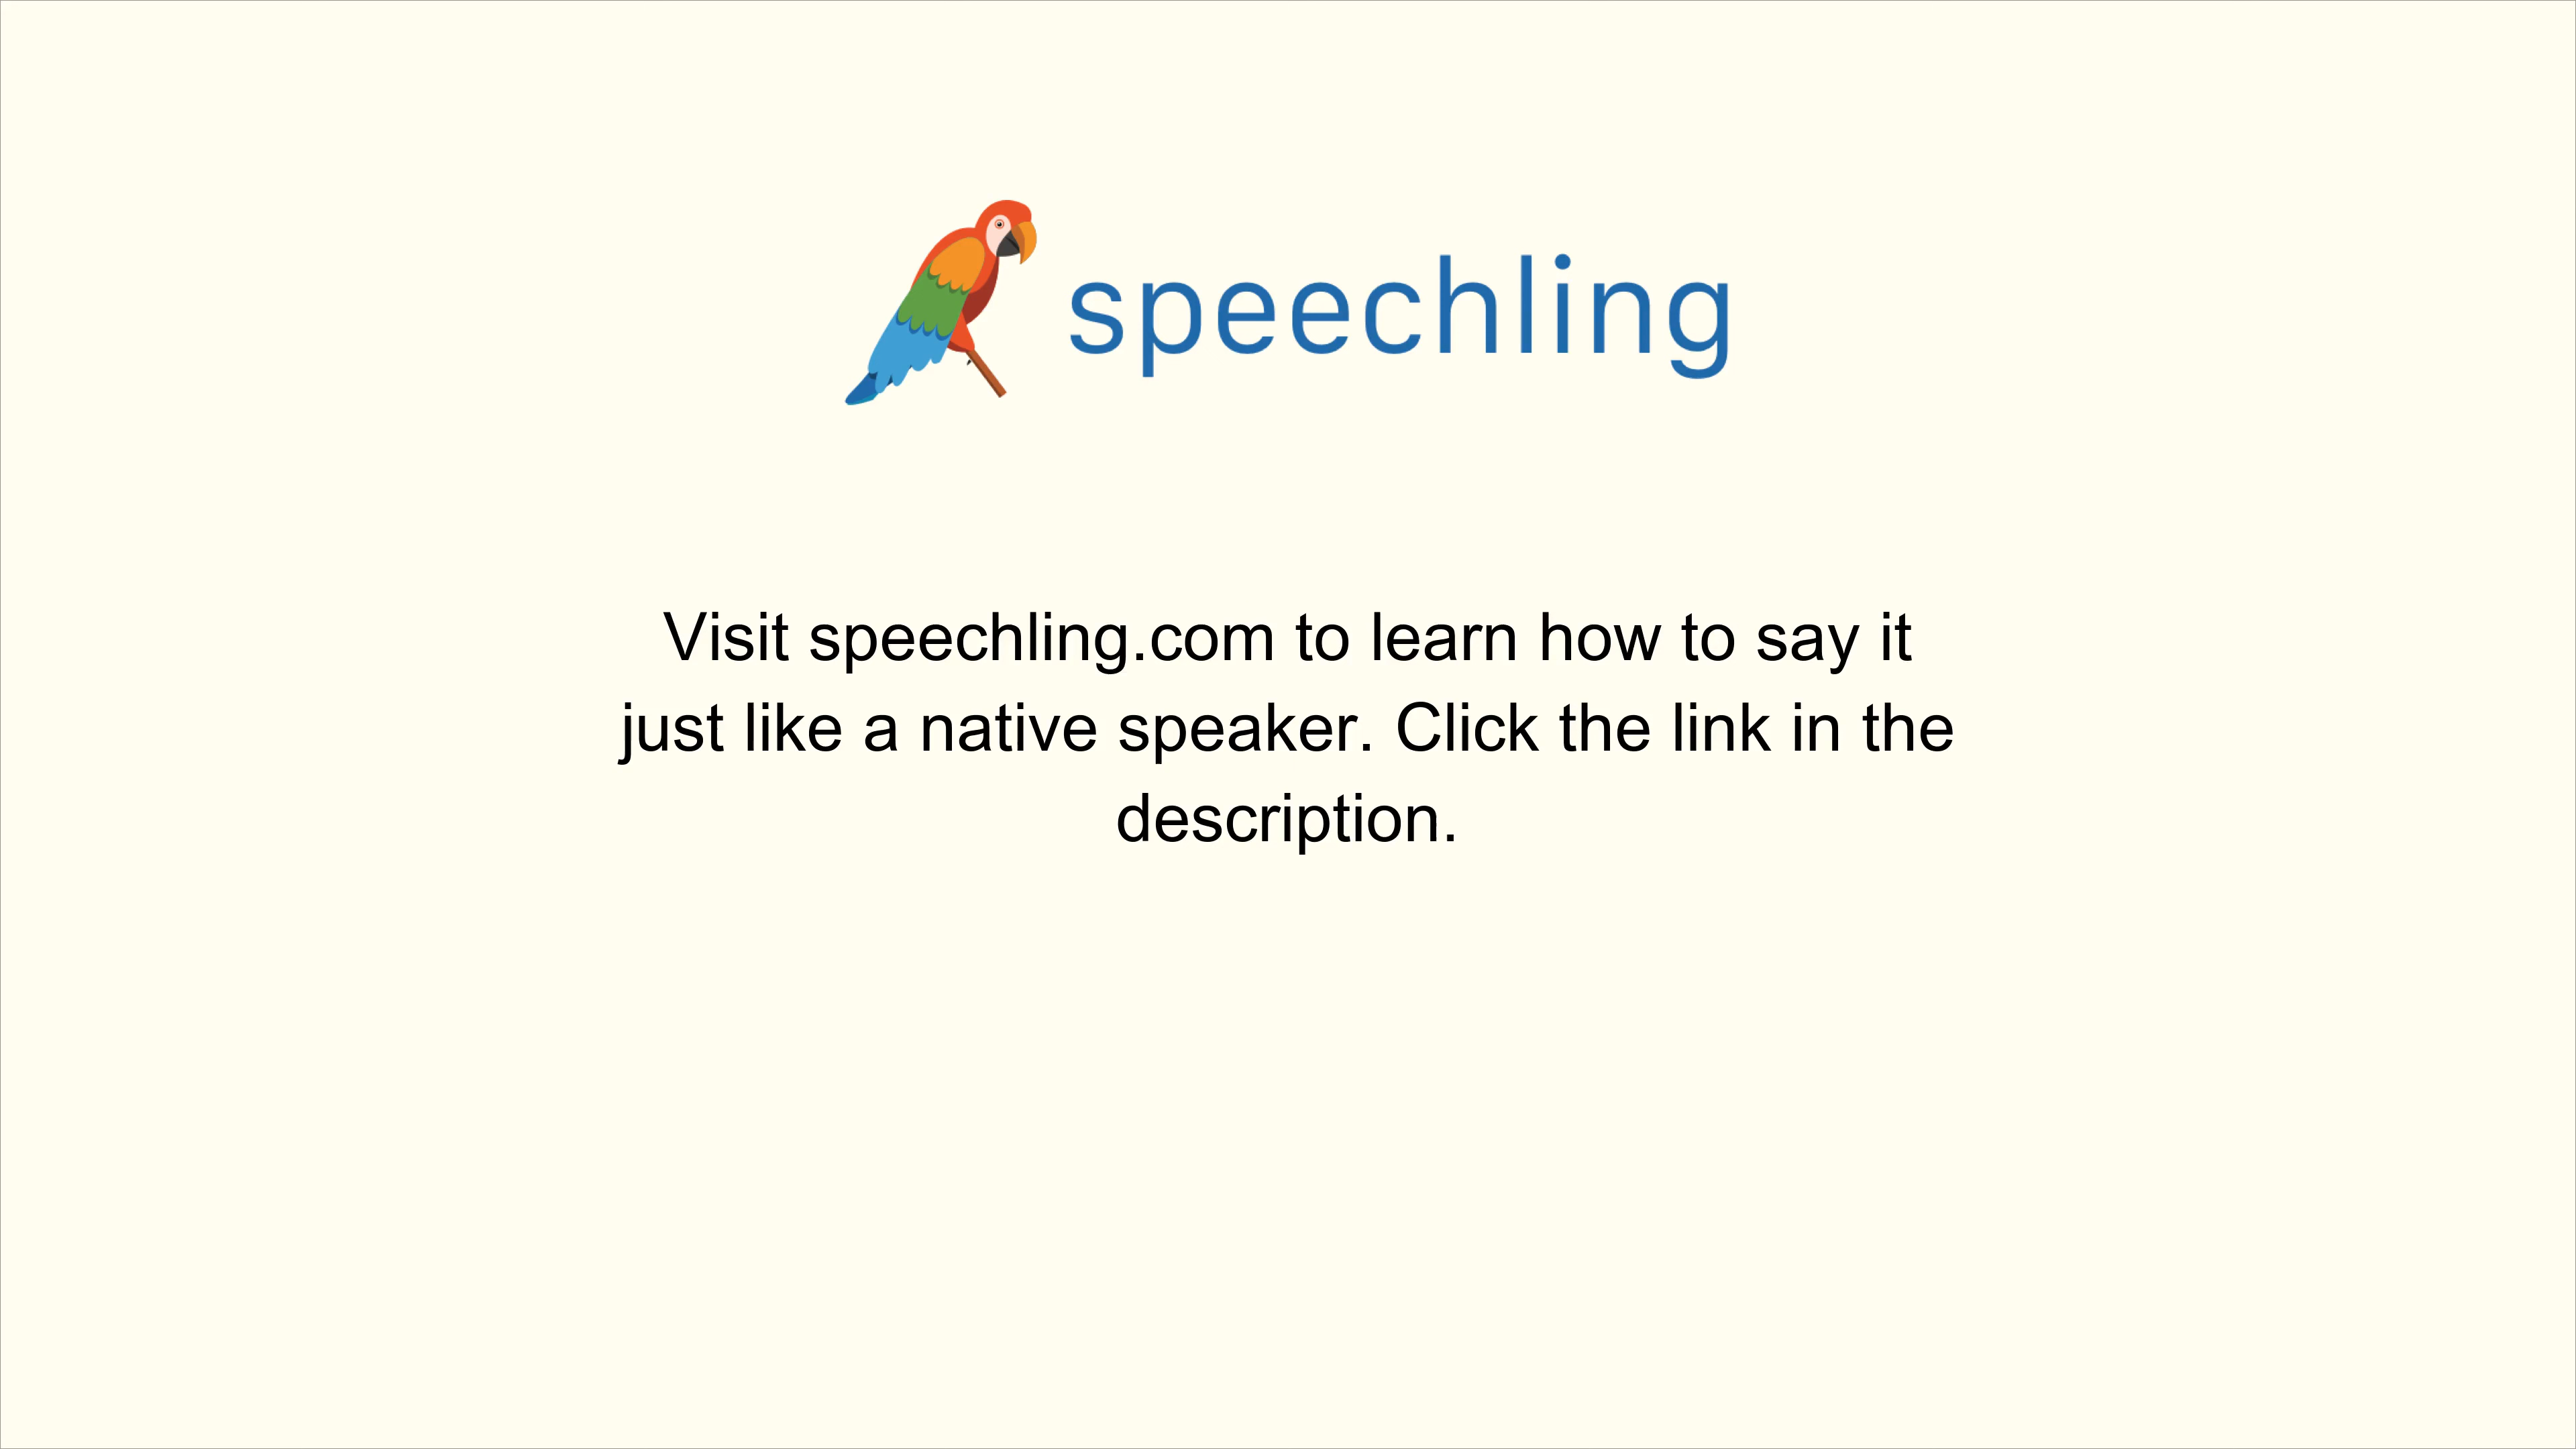 speechling
Visit speechling.com to learn how to say it
just like a native speaker. Click the link in the
description.